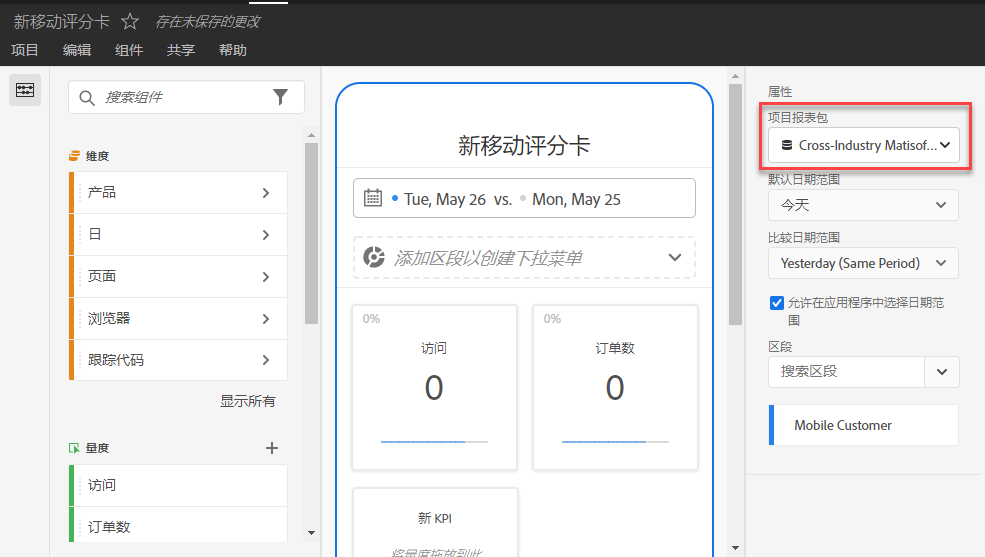 新移动评分卡 存在未保存的更改
项目 编辑 组件 共享 帮助
搜索组件
维度
产品
日
页面
浏览器
跟踪代码
显示所有
量度
访问
订单数
新移动评分卡
Tue, May 26 vs. Mon, May 25
添加区段以创建下拉菜单
0%
访问
0
0%
订单数
0
新 KPI
将量度拖放到此
属性
项目报表包
Cross-Industry Matisof...
默认日期范围
今天
比较日期范围
Yesterday (Same Period)
允许在应用程序中选择日期范
围
区段
搜索区段
Mobile Customer